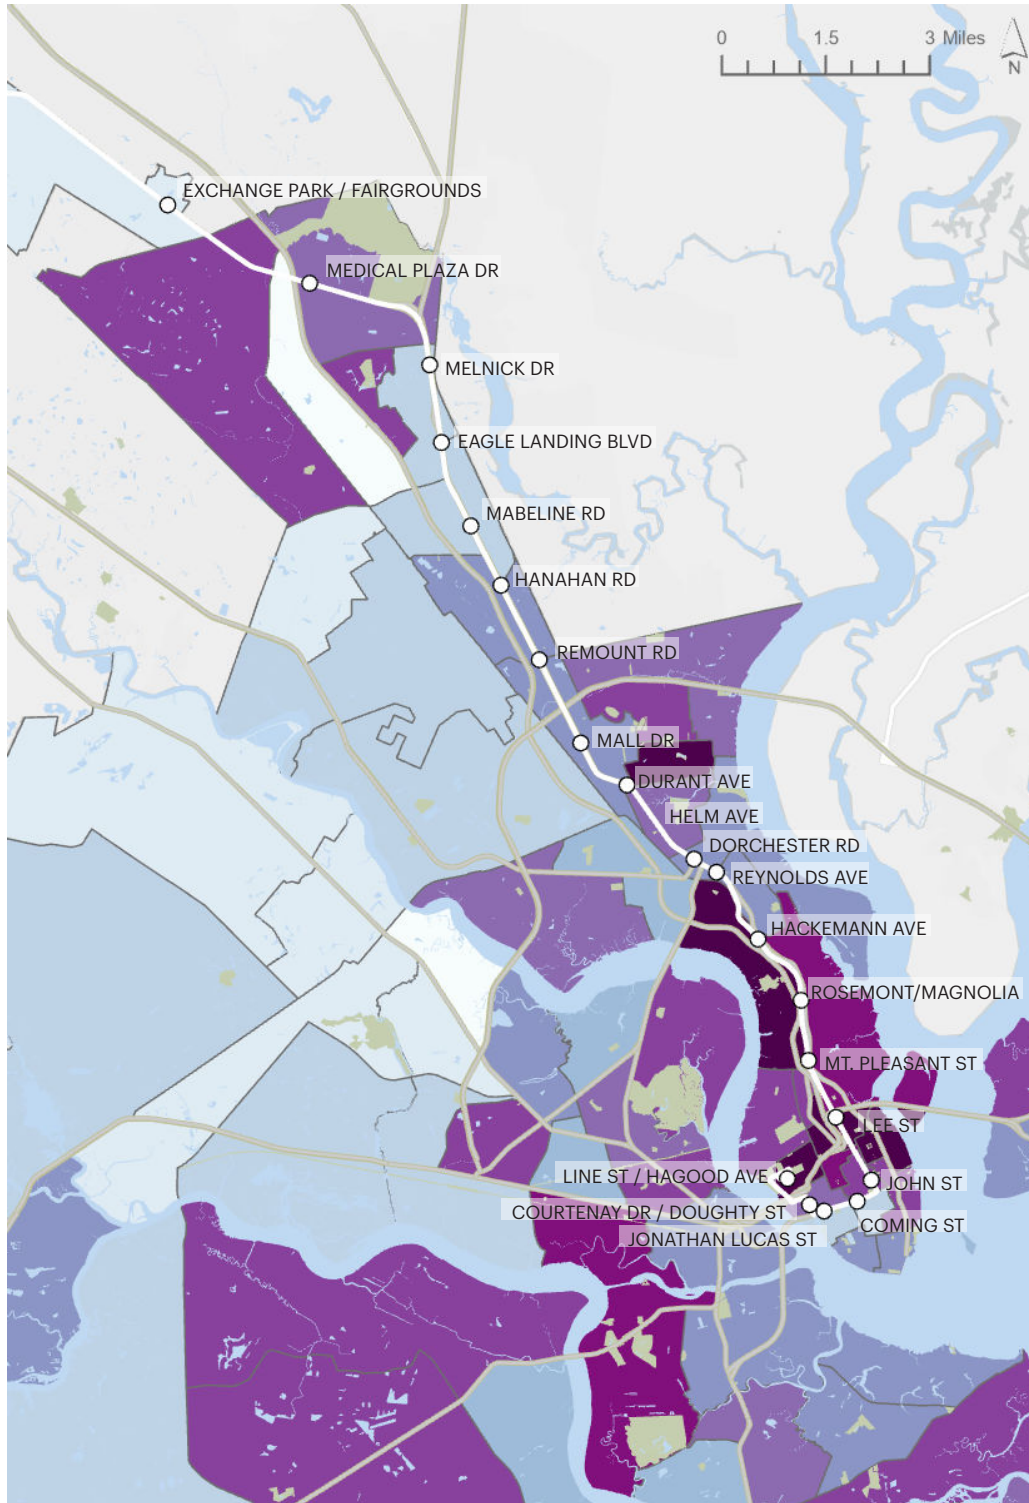 0 1.5 3 Miles
N
EXCHANGE PARK / FAIRGROUNDS
MEDICAL PLAZA DR
MELNICK DR
EAGLE LANDING BLVD
MABELINE RD
HANAHAN RD
REMOUNT RD
MALL DR
DURANT AVE
HELM AVE
DORCHESTER RD
REYNOLDS AVE
HACKEMANN AVE
ROSEMONT/MAGNOLIA
MT. PLEASANT ST
LEE ST
LINE ST / HAGOOD AVE
JOHN ST
COURTENAY DR / DOUGHTY ST
COMING ST
JONATHAN LUCAS ST